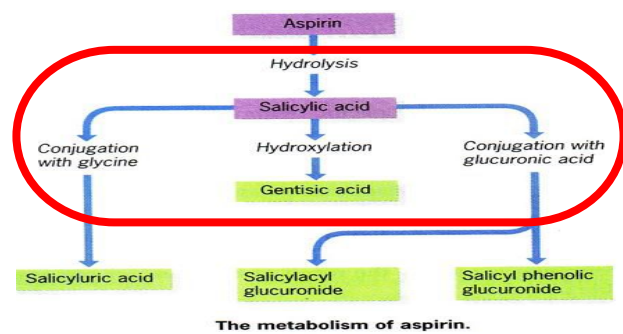 Aspirin
Hydrolysis
Salicylic acid
Conjugation
with glycine
Hydroxylation
Conjugation with
glucuronic acid
Gentisic acid
Salicyluric acid
Salicylacyl
glucuronide
Salicyl phenolic
glucuronide
The metabolism of aspirin.